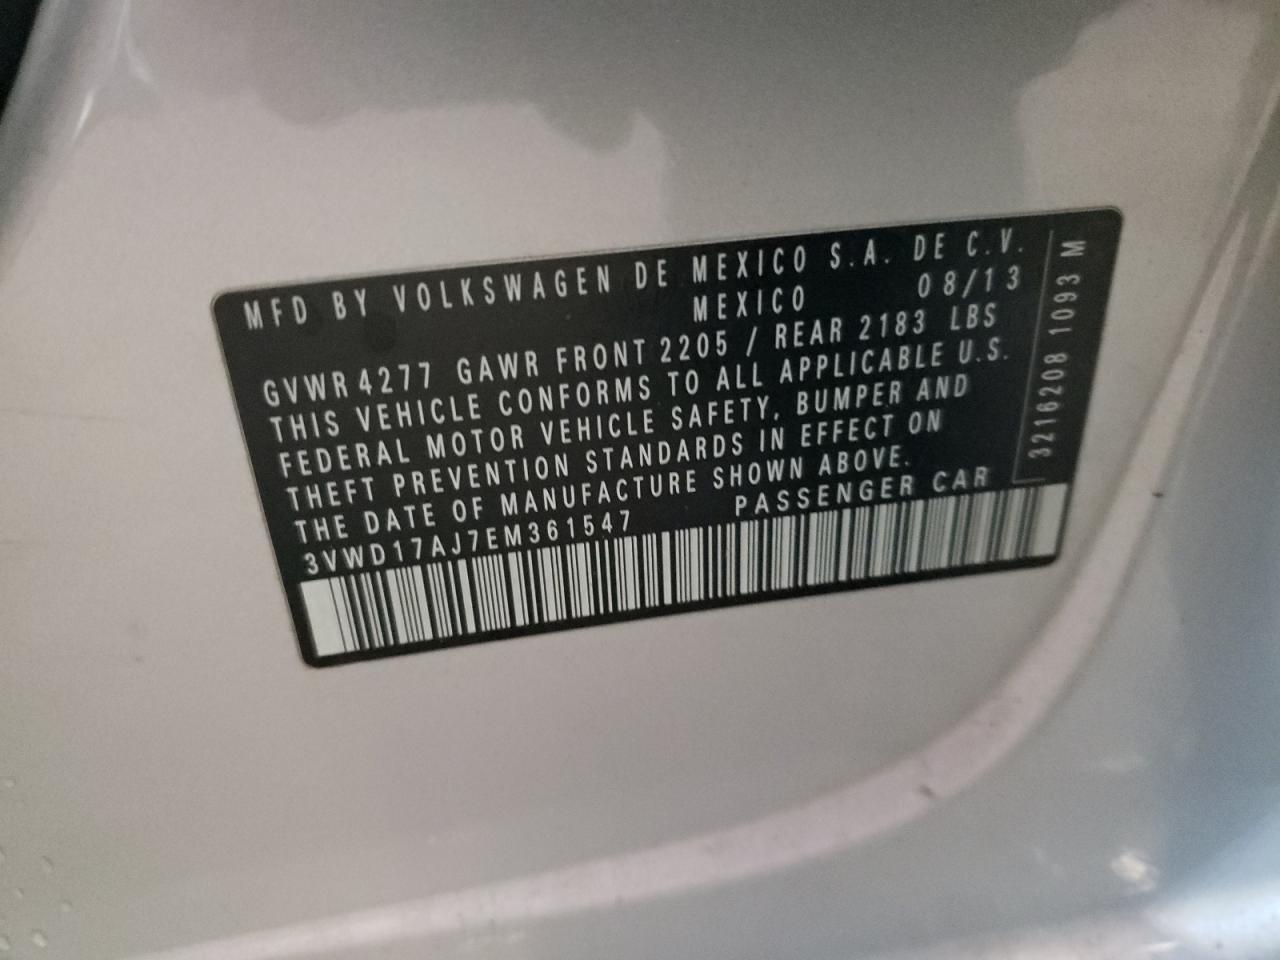 MFD BY VOLKSWAGEN DE MEXICO S.A. DE C.V.
MEXICO 08/13
GVWR 4277 GAWR FRONT 2205 / REAR 2183 LBS
THIS VEHICLE CONFORMS TO ALL APPLICABLE U.S.
FEDERAL MOTOR VEHICLE SAFETY, BUMPER AND
THEFT PREVENTION STANDARDS IN EFFECT ON
THE DATE OF MANUFACTURE SHOWN ABOVE.
3VWD17AJ7EM361547 PASSENGER CAR
3216208 1093 M